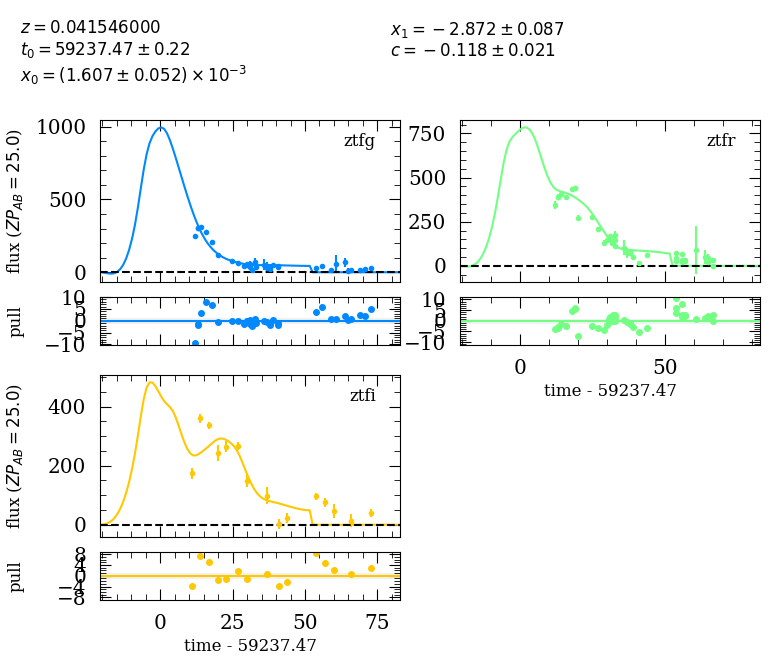 z = 0.041546000
t₀ = 59237.47 ± 0.22
x₀ = (1.607 ± 0.052) × 10⁻³
x₁ = −2.872 ± 0.087
c = −0.118 ± 0.021
ztfg
1000
500
0
flux (ZP_AB = 25.0)
10
5
0
−5
−10
pull
ztfr
750
500
250
0
10
5
0
−5
−10
0
50
time - 59237.47
ztfi
400
200
0
flux (ZP_AB = 25.0)
8
4
0
−4
−8
pull
0
25
50
75
time - 59237.47